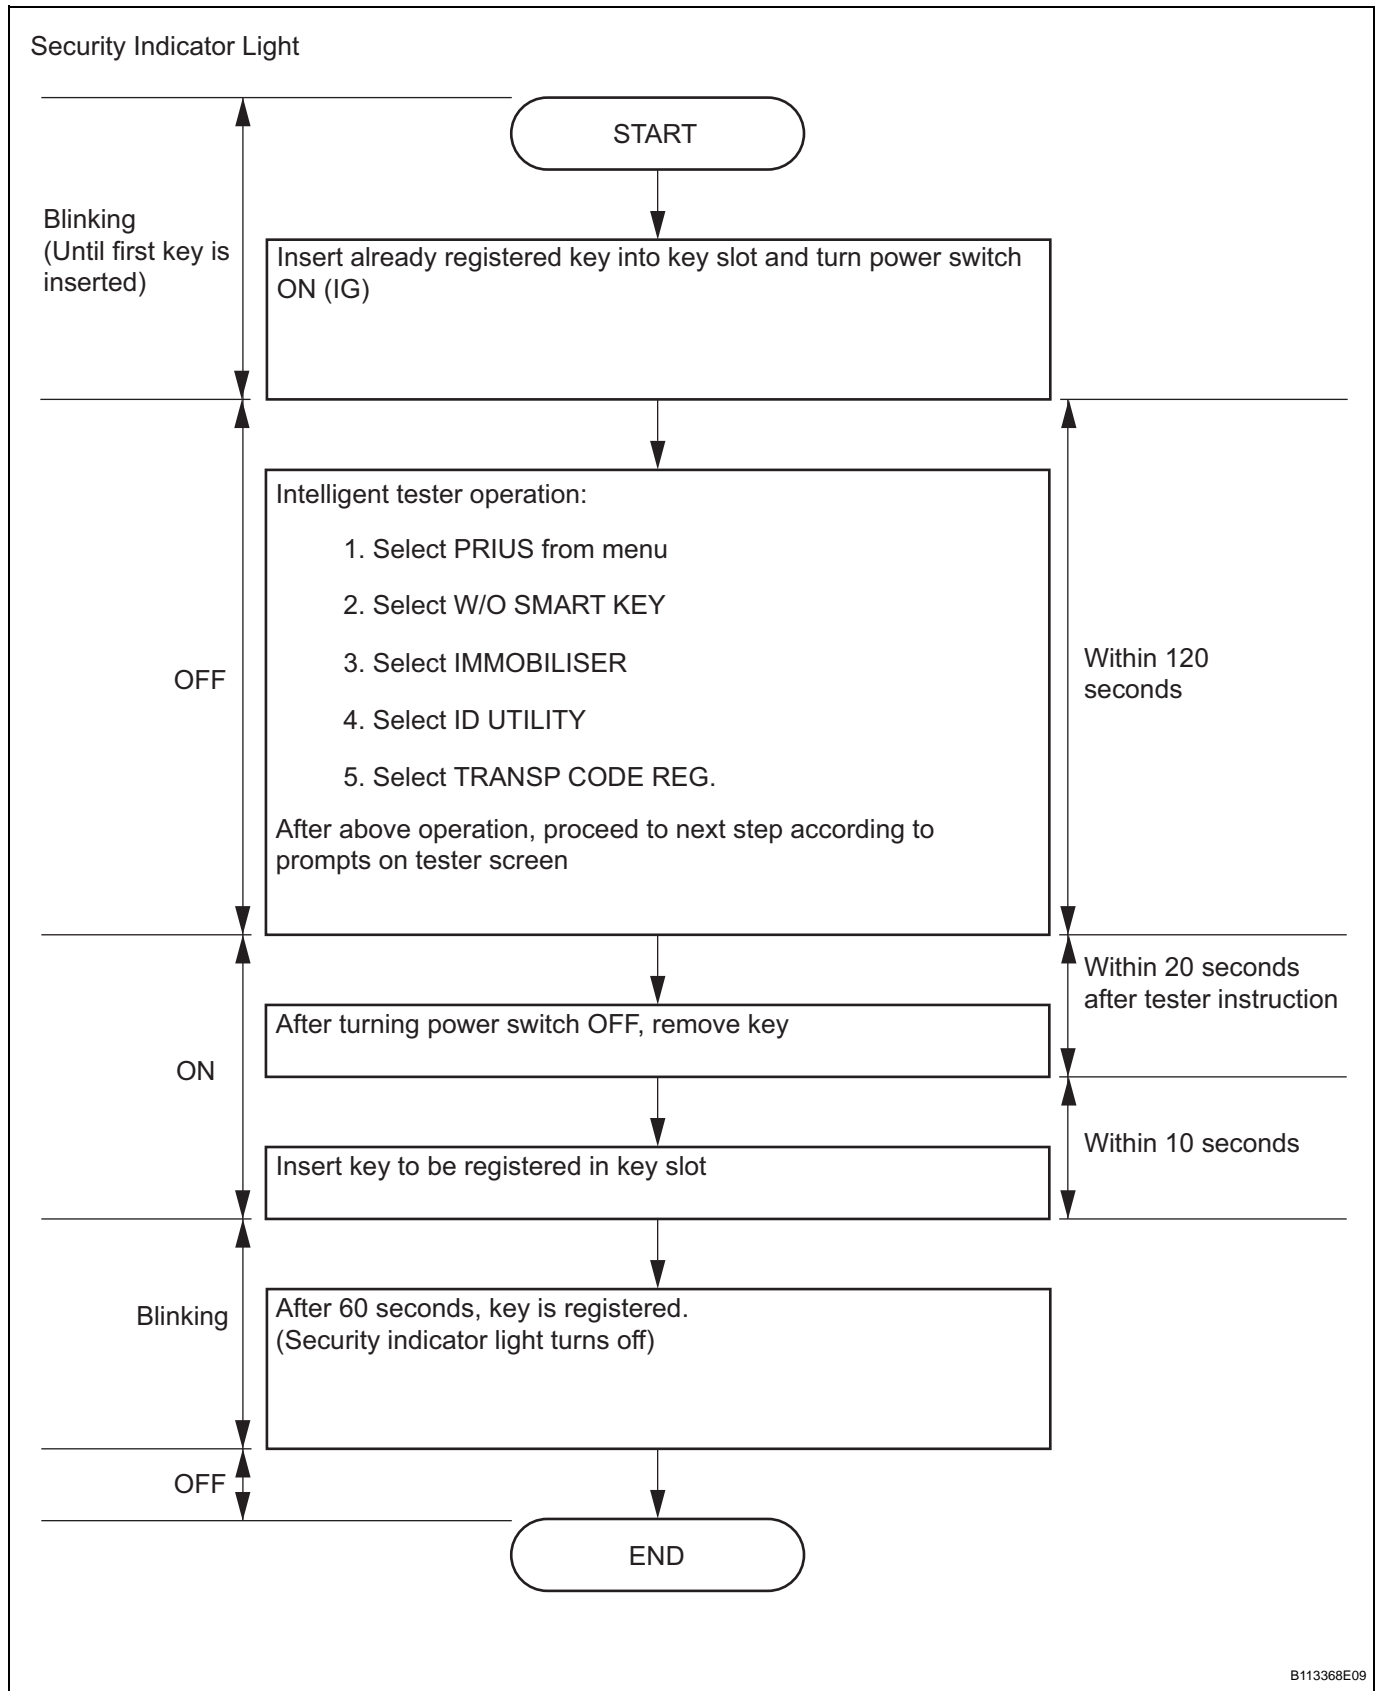 Security Indicator Light
START
Blinking
(Until first key is
inserted)
Insert already registered key into key slot and turn power switch
ON (IG)
Intelligent tester operation:
1. Select PRIUS from menu
2. Select W/O SMART KEY
3. Select IMMOBILISER
4. Select ID UTILITY
5. Select TRANSP CODE REG.
After above operation, proceed to next step according to
prompts on tester screen
OFF
Within 120
seconds
Within 20 seconds
after tester instruction
After turning power switch OFF, remove key
ON
Within 10 seconds
Insert key to be registered in key slot
Blinking
After 60 seconds, key is registered.
(Security indicator light turns off)
OFF
END
B113368E09